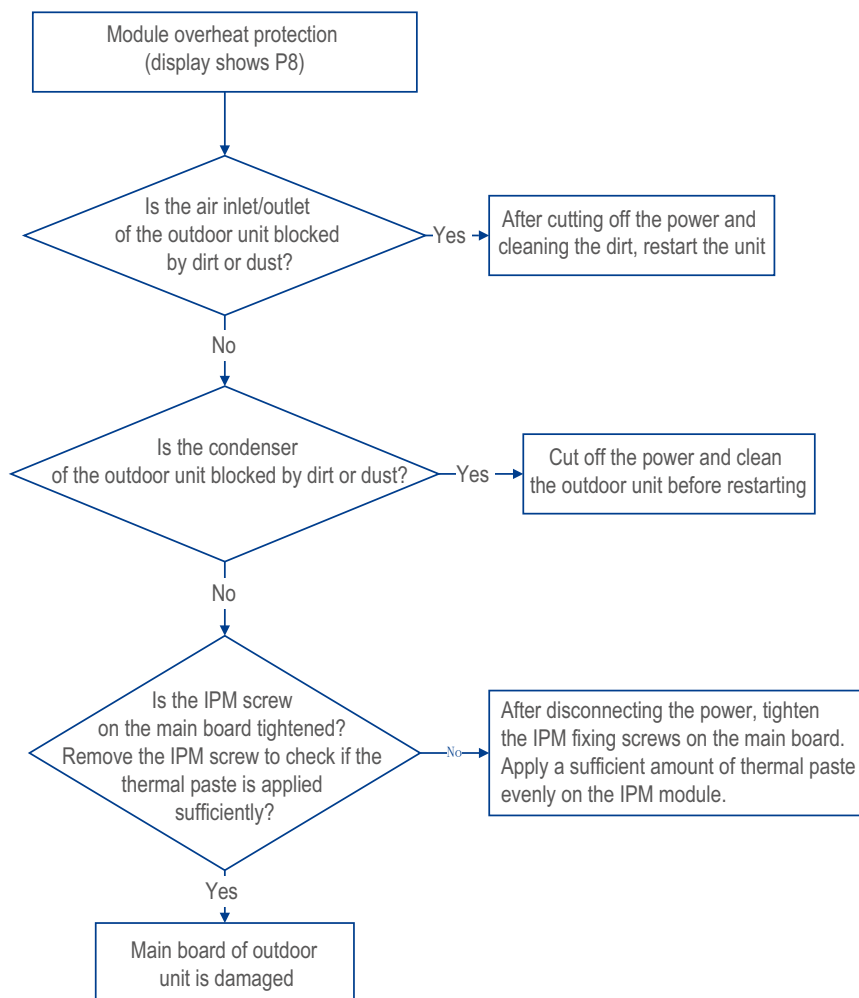 Module overheat protection
(display shows P8)
Is the air inlet/outlet
of the outdoor unit blocked
by dirt or dust?
Yes
After cutting off the power and
cleaning the dirt, restart the unit
No
Is the condenser
of the outdoor unit blocked by dirt or dust?
Yes
Cut off the power and clean
the outdoor unit before restarting
No
Is the IPM screw
on the main board tightened?
Remove the IPM screw to check if the
thermal paste is applied
sufficiently?
No
After disconnecting the power, tighten
the IPM fixing screws on the main board.
Apply a sufficient amount of thermal paste
evenly on the IPM module.
Yes
Main board of outdoor
unit is damaged